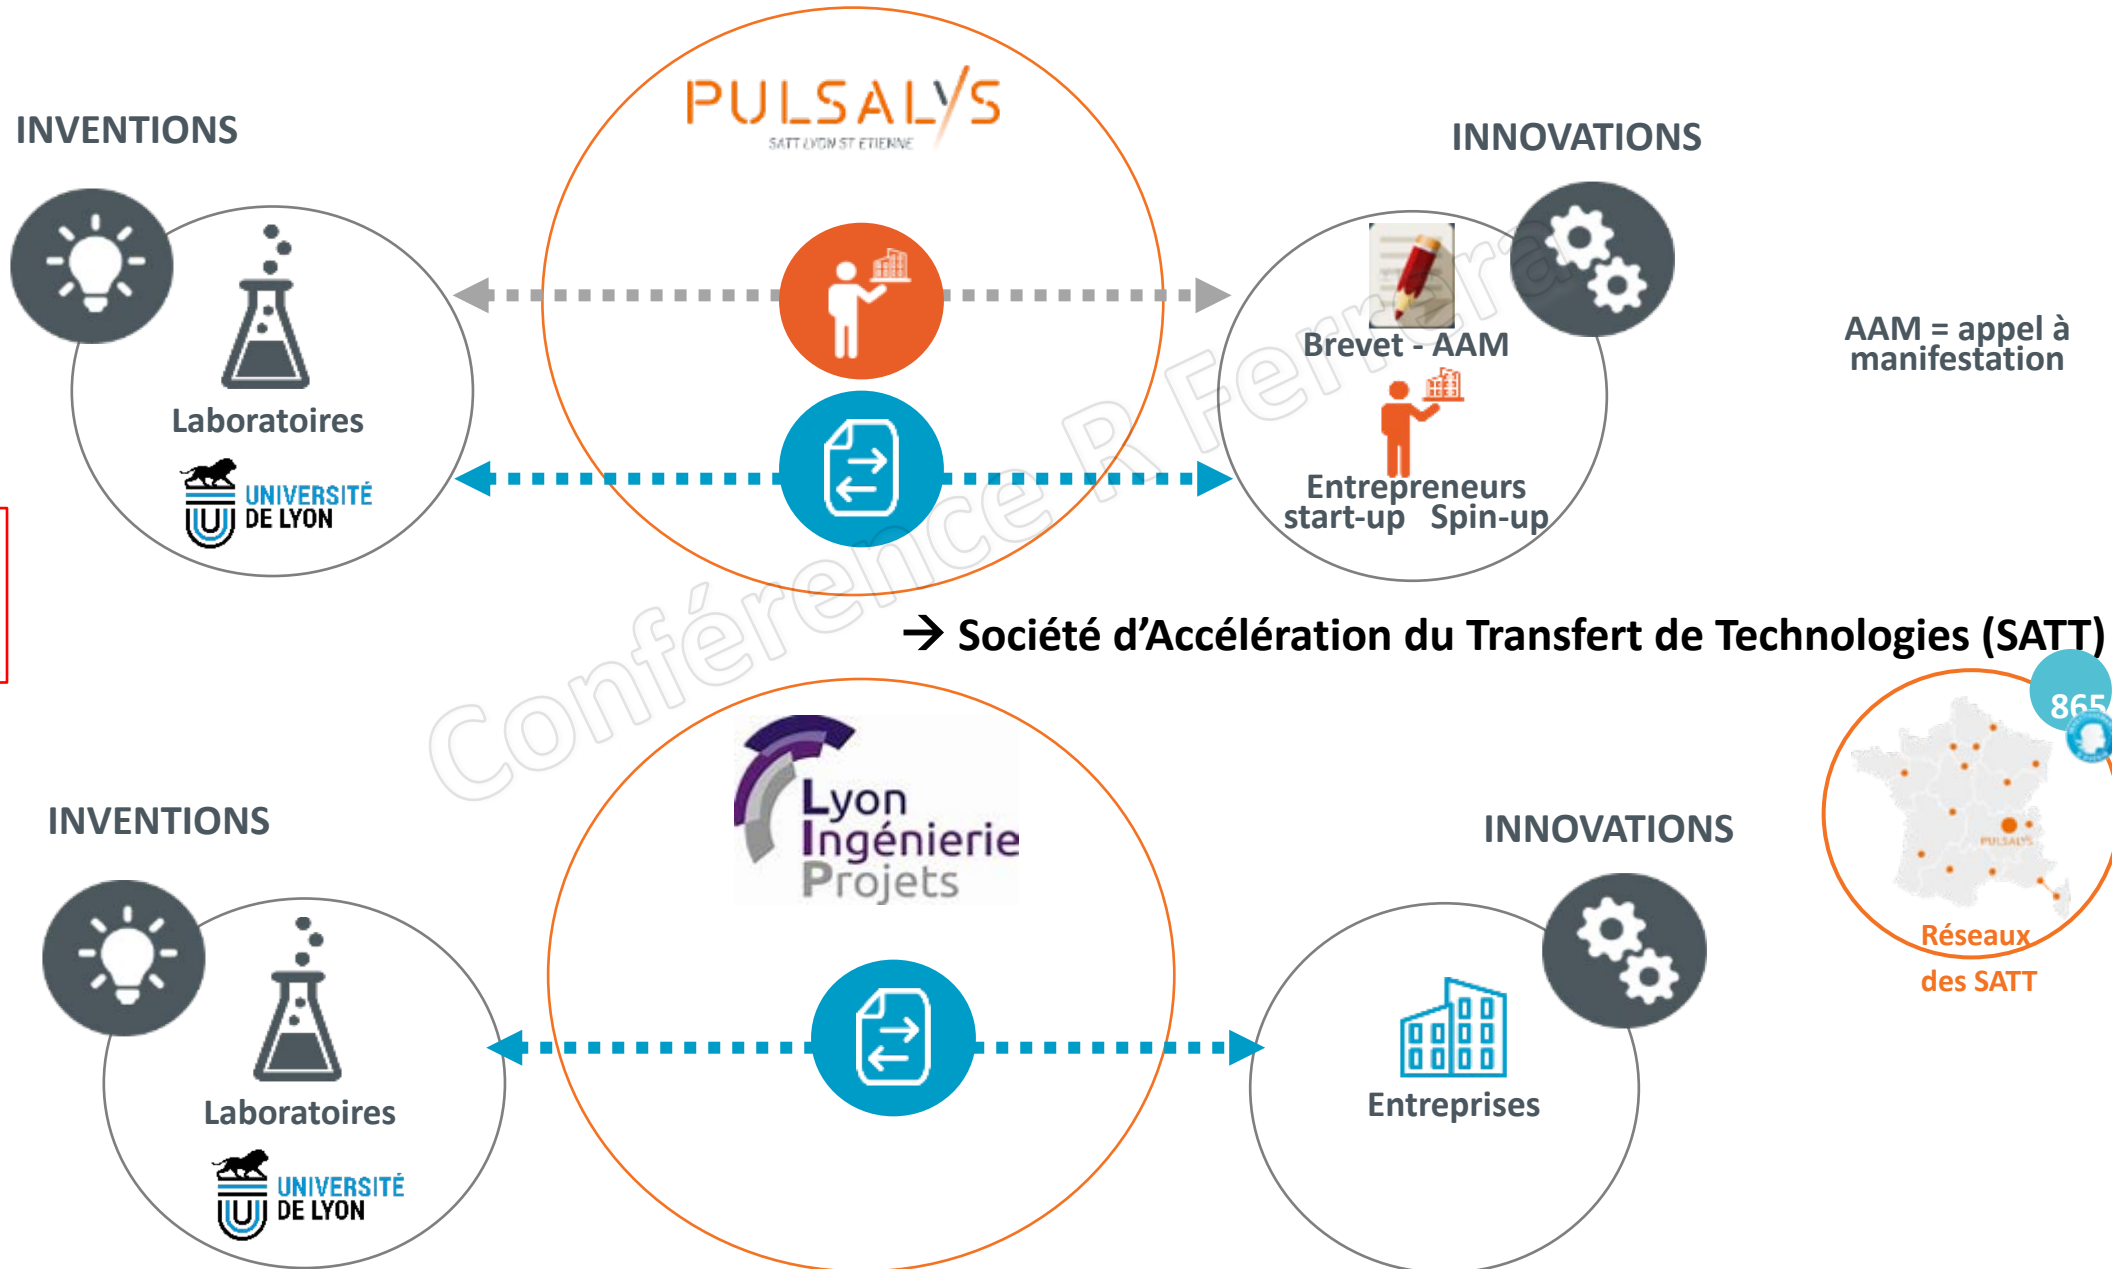 PULSALYS
SATT LYON ST ETIENNE
INVENTIONS
INNOVATIONS
Laboratoires
UNIVERSITÉ
DE LYON
Brevet - AAM
Entrepreneurs
start-up Spin-up
AAM = appel à
manifestation
→ Société d'Accélération du Transfert de Technologies (SATT)
Conférence R Ferrera
865
PULSALYS
Réseaux
des SATT
Lyon
Ingénierie
Projets
INVENTIONS
INNOVATIONS
Laboratoires
UNIVERSITÉ
DE LYON
Entreprises